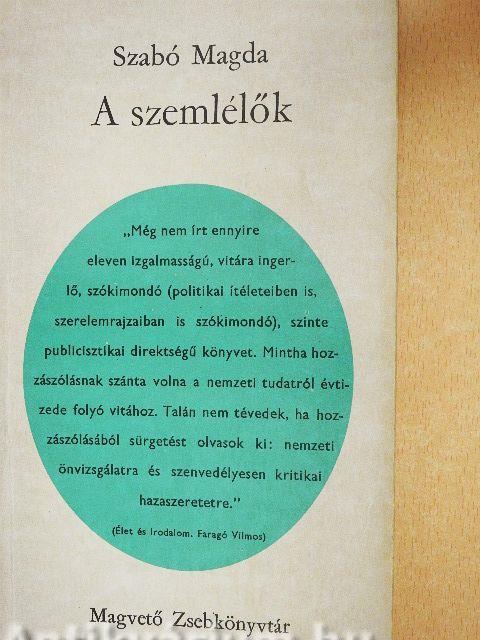 Szabó Magda
A szemlélők
„Még nem írt ennyire
eleven izgalmasságú, vitára inger-
lő, szókimondó (politikai ítéleteiben is,
szerelemrajzaiban is szókimondó), szinte
publicisztikai direktségű könyvet. Mintha hoz-
zászólásnak szánta volna a nemzeti tudatról évti-
zede folyó vitához. Talán nem tévedek, ha hoz-
zászólásából sürgetést olvasok ki: nemzeti
önvizsgálatra és szenvedélyesen kritikai
hazaszeretetre.”
(Élet és Irodalom. Faragó Vilmos)
Magvető Zsebkönyvtár